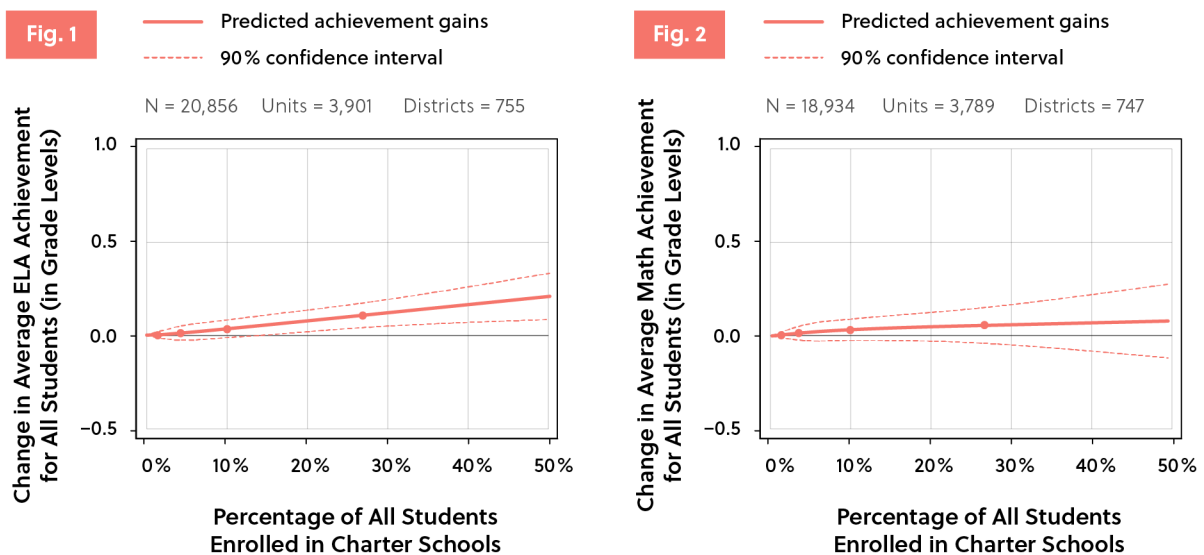 Fig. 1
Predicted achievement gains
90% confidence interval
N = 20,856 Units = 3,901 Districts = 755
Change in Average ELA Achievement
for All Students (in Grade Levels)
1.0
0.5
0.0
−0.5
0% 10% 20% 30% 40% 50%
Percentage of All Students
Enrolled in Charter Schools
Fig. 2
Predicted achievement gains
90% confidence interval
N = 18,934 Units = 3,789 Districts = 747
Change in Average Math Achievement
for All Students (in Grade Levels)
1.0
0.5
0.0
−0.5
0% 10% 20% 30% 40% 50%
Percentage of All Students
Enrolled in Charter Schools